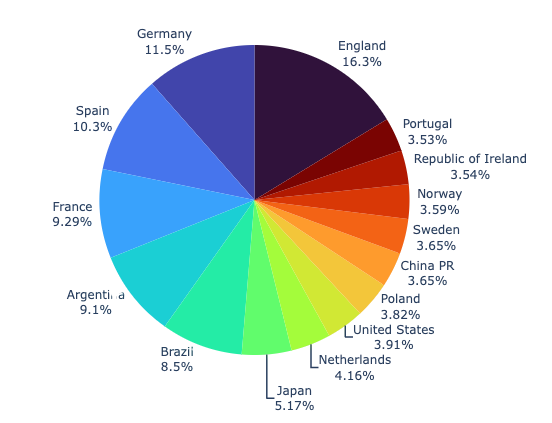 Germany
11.5%
England
16.3%
Spain
10.3%
Portugal
3.53%
Republic of Ireland
3.54%
Norway
3.59%
France
9.29%
Sweden
3.65%
China PR
3.65%
Argentina
9.1%
Poland
3.82%
United States
3.91%
Brazil
8.5%
Netherlands
4.16%
Japan
5.17%